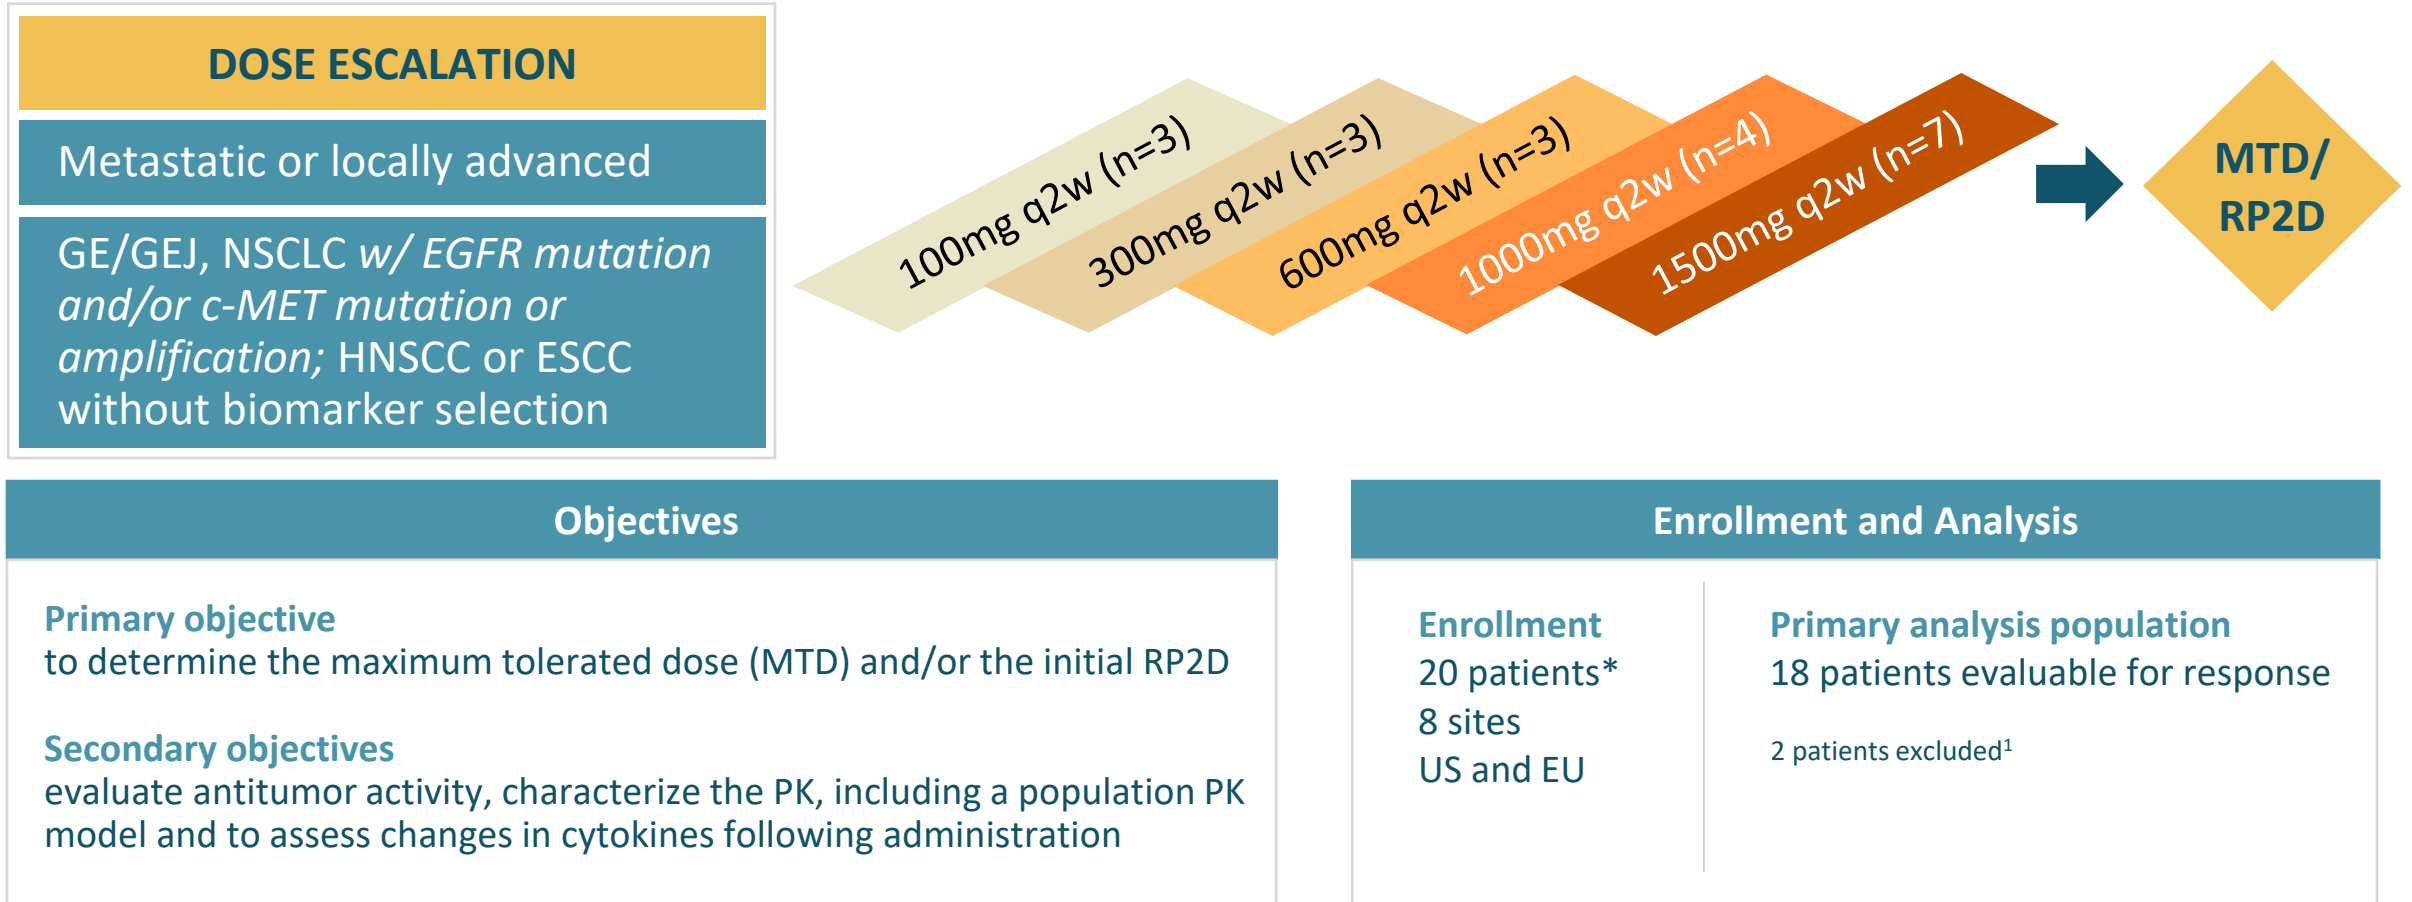 DOSE ESCALATION
Metastatic or locally advanced
GE/GEJ, NSCLC w/ EGFR mutation
and/or c-MET mutation or
amplification; HNSCC or ESCC
without biomarker selection
100mg q2w (n=3)
300mg q2w (n=3)
600mg q2w (n=3)
1000mg q2w (n=4)
1500mg q2w (n=7)
MTD/
RP2D
Objectives
Primary objective
to determine the maximum tolerated dose (MTD) and/or the initial RP2D
Secondary objectives
evaluate antitumor activity, characterize the PK, including a population PK
model and to assess changes in cytokines following administration
Enrollment and Analysis
Enrollment
20 patients*
8 sites
US and EU
Primary analysis population
18 patients evaluable for response
2 patients excluded¹